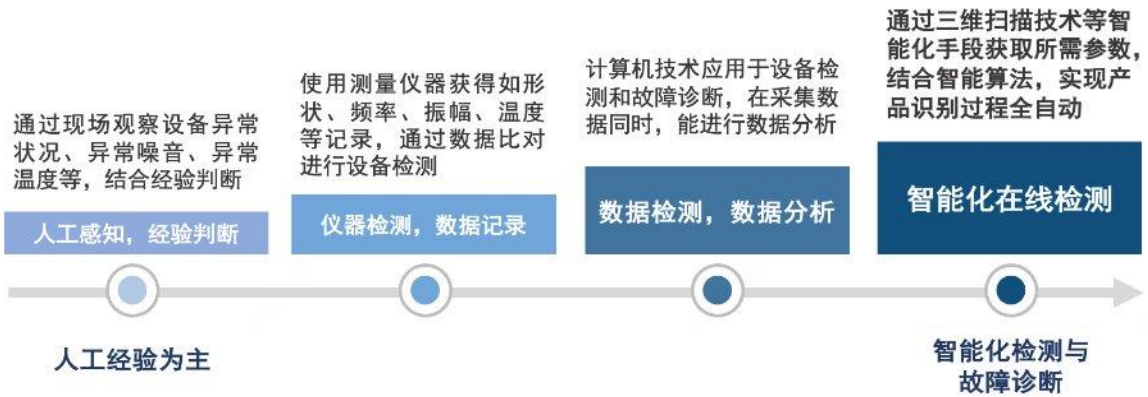 通过现场观察设备异常
状况、异常噪音、异常
温度等，结合经验判断
人工感知，经验判断
人工经验为主
使用测量仪器获得如形
状、频率、振幅、温度
等记录，通过数据比对
进行设备检测
仪器检测，数据记录
计算机技术应用于设备检
测和故障诊断，在采集数
据同时，能进行数据分析
数据检测，数据分析
通过三维扫描技术等智
能化手段获取所需参数，
结合智能算法，实现产
品识别过程全自动
智能化在线检测
智能化检测与
故障诊断